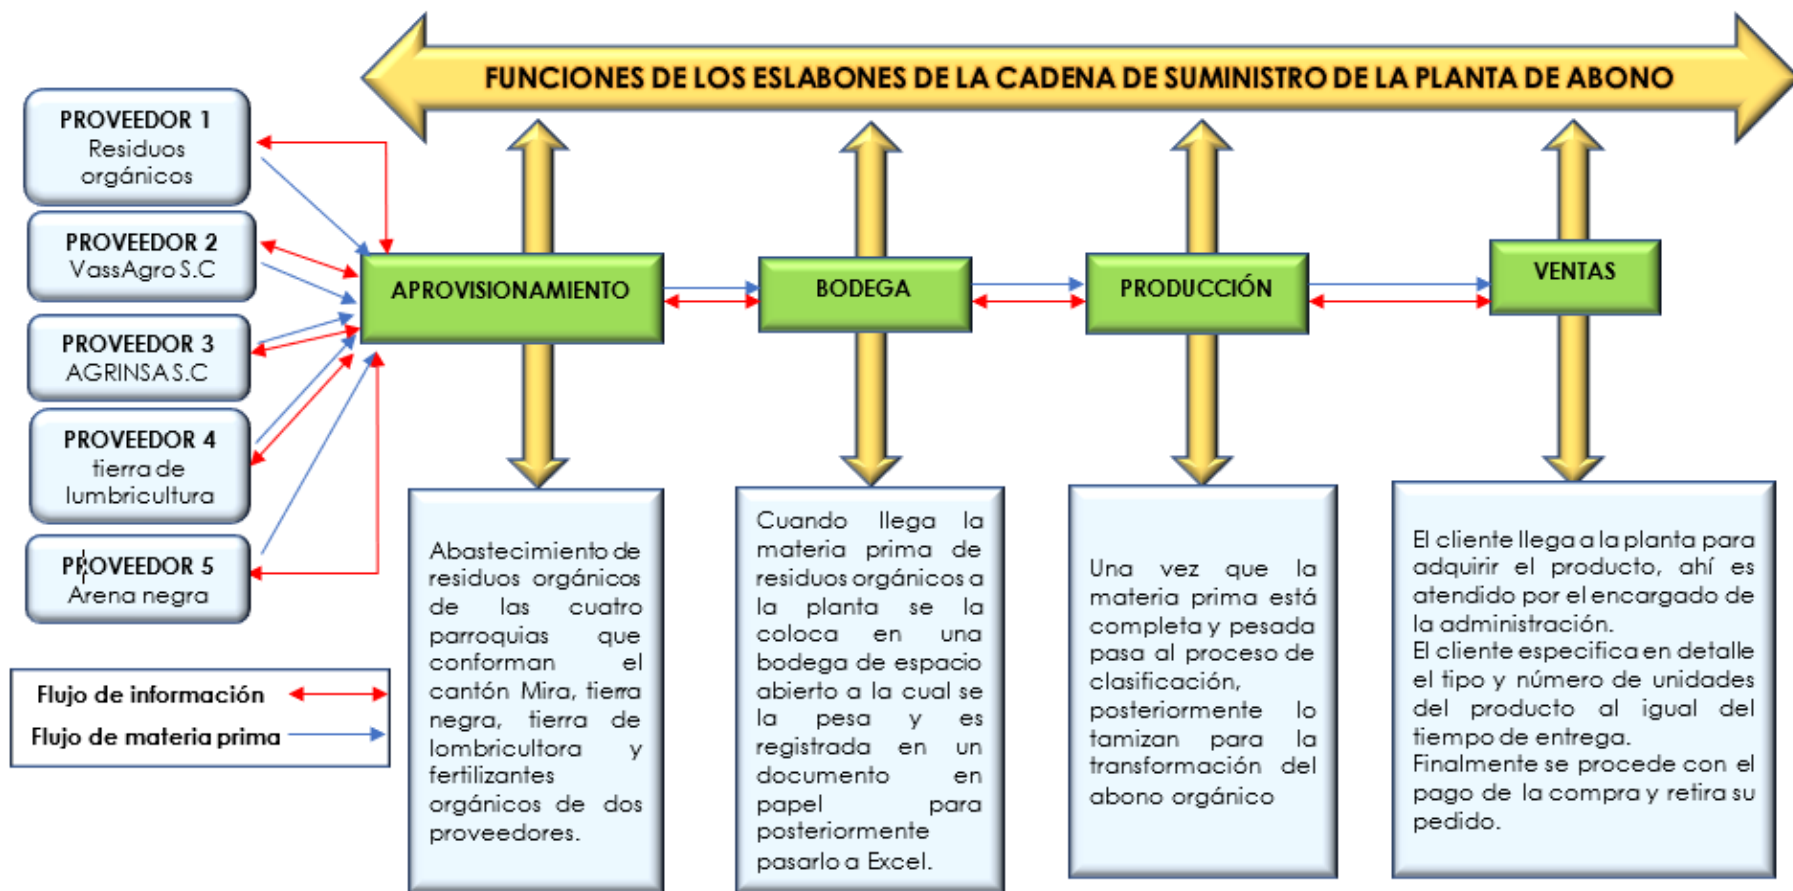 FUNCIONES DE LOS ESLABONES DE LA CADENA DE SUMINISTRO DE LA PLANTA DE ABONO
PROVEEDOR 1
Residuos
orgánicos
PROVEEDOR 2
VassAgro S.C
PROVEEDOR 3
AGRINSA S.C
PROVEEDOR 4
tierra de
lumbricultura
PROVEEDOR 5
Arena negra
APROVISIONAMIENTO
BODEGA
PRODUCCIÓN
VENTAS
Flujo de información
Flujo de materia prima
Abastecimiento de
residuos orgánicos
de las cuatro
parroquias que
conforman el
cantón Mira, tierra
negra, tierra de
lombricultora y
fertilizantes
orgánicos de dos
proveedores.
Cuando llega la
materia prima de
residuos orgánicos a
la planta se la
coloca en una
bodega de espacio
abierto a la cual se
la pesa y es
registrada en un
documento en
papel para
posteriormente
pasarlo a Excel.
Una vez que la
materia prima está
completa y pesada
pasa al proceso de
clasificación,
posteriormente lo
tamizan para la
transformación del
abono orgánico
El cliente llega a la planta para
adquirir el producto, ahí es
atendido por el encargado de
la administración.
El cliente especifica en detalle
el tipo y número de unidades
del producto al igual del
tiempo de entrega.
Finalmente se procede con el
pago de la compra y retira su
pedido.